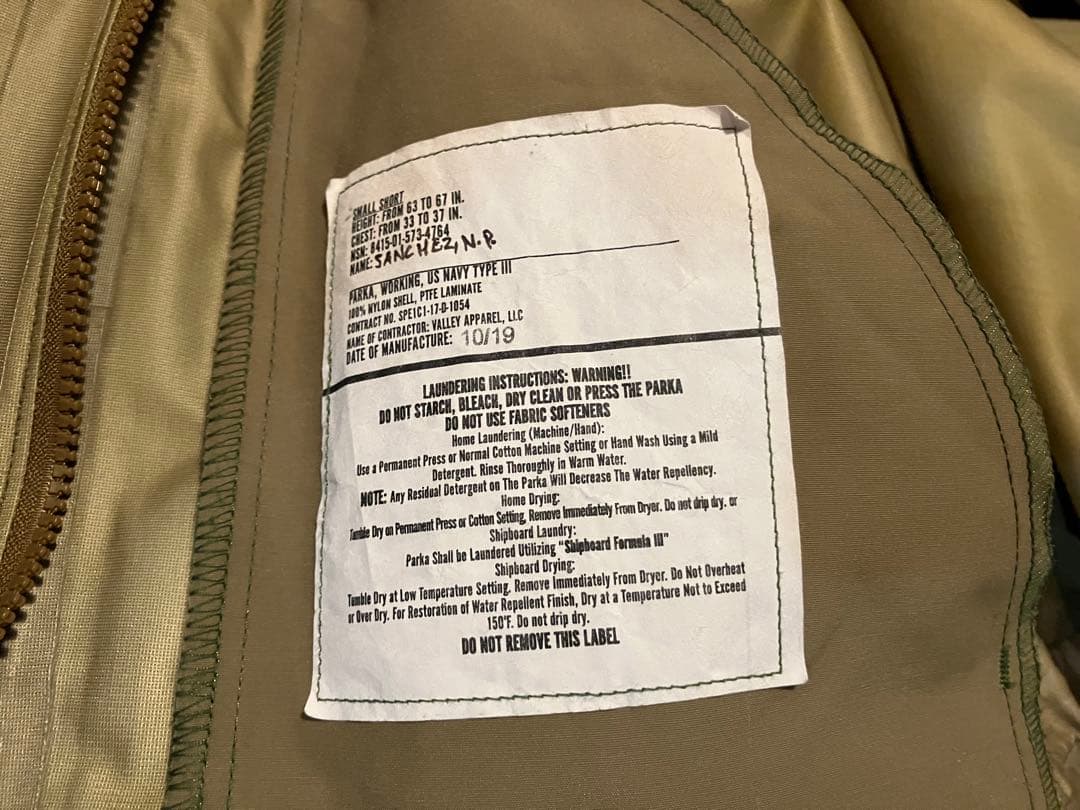 SMALL SHORT
HEIGHT: FROM 63 TO 67 IN.
CHEST: FROM 33 TO 37 IN.
NSN: 8415-01-573-4764
NAME: SANCHEZ, N.P.
PARKA, WORKING, US NAVY TYPE III
100% NYLON SHELL, PTFE LAMINATE
CONTRACT NO. SPE1C1-17-D-1054
NAME OF CONTRACTOR: VALLEY APPAREL, LLC
DATE OF MANUFACTURE: 10/19
LAUNDERING INSTRUCTIONS: WARNING!!
DO NOT STARCH, BLEACH, DRY CLEAN OR PRESS THE PARKA
DO NOT USE FABRIC SOFTENERS
Home Laundering (Machine/Hand):
Use a Permanent Press or Normal Cotton Machine Setting or Hand Wash Using a Mild
Detergent. Rinse Thoroughly in Warm Water.
NOTE: Any Residual Detergent on The Parka Will Decrease The Water Repellency.
Home Drying:
Tumble Dry on Permanent Press or Cotton Setting, Remove Immediately From Dryer. Do not drip dry. or
Shipboard Laundry:
Parka Shall be Laundered Utilizing "Shipboard Formula III"
Shipboard Drying:
Tumble Dry at Low Temperature Setting. Remove Immediately From Dryer. Do Not Overheat
or Over Dry. For Restoration of Water Repellent Finish, Dry at a Temperature Not to Exceed
150°F. Do not drip dry.
DO NOT REMOVE THIS LABEL